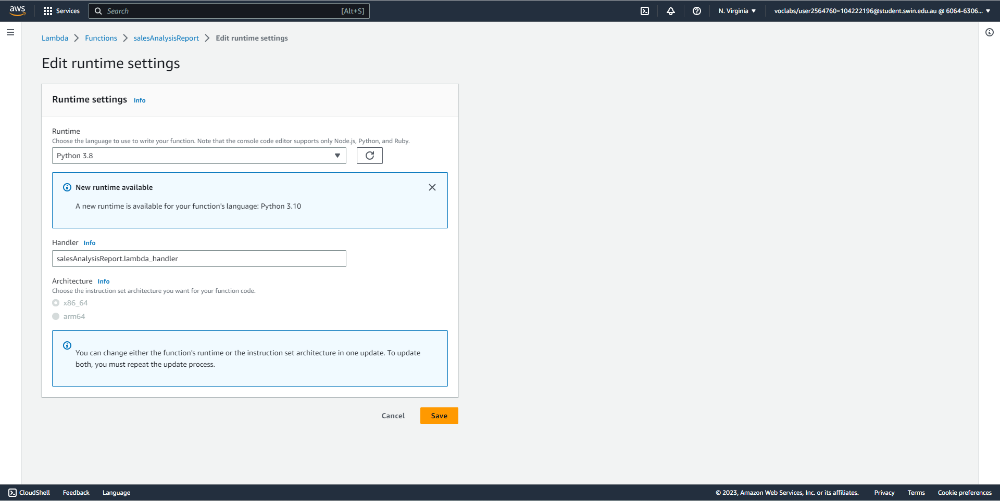 aws
Services
Search
[Alt+S]
N. Virginia
voclabs/user2564760=104222196@student.swin.edu.au @ 6064-6306...
Lambda
Functions
salesAnalysisReport
Edit runtime settings
Edit runtime settings
Runtime settings
Info
Runtime
Choose the language to use to write your function. Note that the console code editor supports only Node.js, Python, and Ruby.
Python 3.8
New runtime available
A new runtime is available for your function's language: Python 3.10
Handler
Info
salesAnalysisReport.lambda_handler
Architecture
Info
Choose the instruction set architecture you want for your function code.
x86_64
arm64
You can change either the function's runtime or the instruction set architecture in one update. To update
both, you must repeat the update process.
Cancel
Save
CloudShell
Feedback
Language
© 2023, Amazon Web Services, Inc. or its affiliates.
Privacy
Terms
Cookie preferences